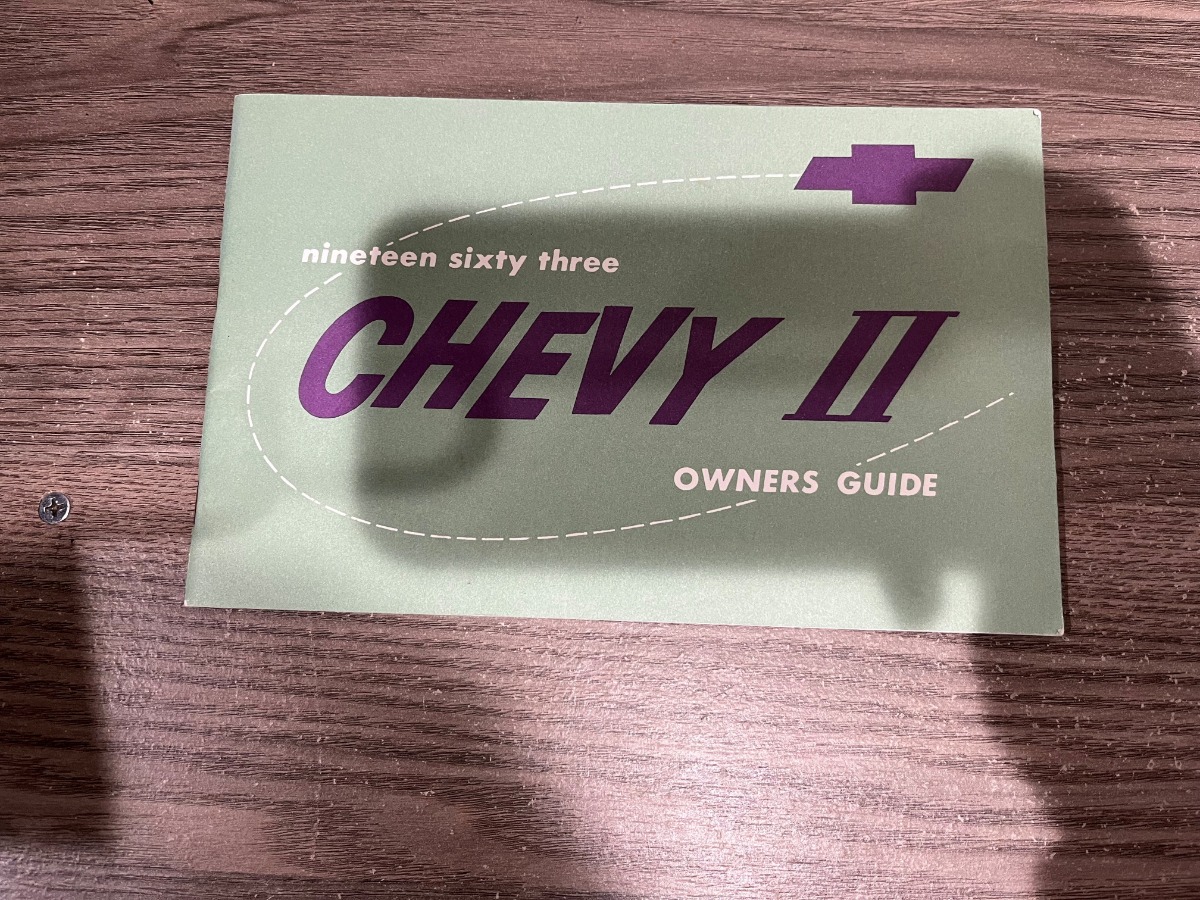 nineteen sixty three
CHEVY II
OWNERS GUIDE